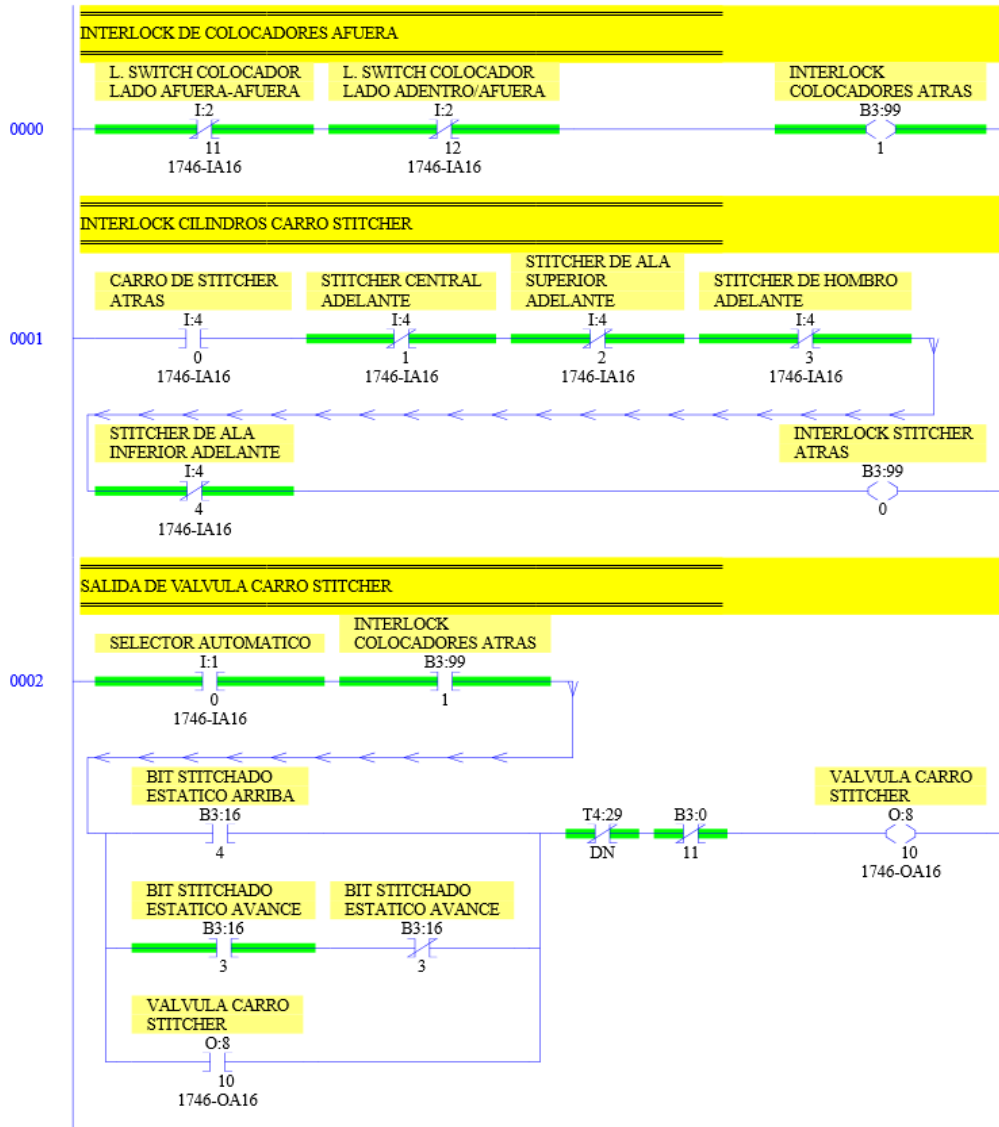 INTERLOCK DE COLOCADORES AFUERA
L. SWITCH COLOCADOR
LADO AFUERA-AFUERA
I:2
11
1746-IA16
L. SWITCH COLOCADOR
LADO ADENTRO/AFUERA
I:2
12
1746-IA16
INTERLOCK
COLOCADORES ATRAS
B3:99
1
0000
INTERLOCK CILINDROS CARRO STITCHER
CARRO DE STITCHER
ATRAS
I:4
0
1746-IA16
STITCHER CENTRAL
ADELANTE
I:4
1
1746-IA16
STITCHER DE ALA
SUPERIOR
ADELANTE
I:4
2
1746-IA16
STITCHER DE HOMBRO
ADELANTE
I:4
3
1746-IA16
0001
STITCHER DE ALA
INFERIOR ADELANTE
I:4
4
1746-IA16
INTERLOCK STITCHER
ATRAS
B3:99
0
SALIDA DE VALVULA CARRO STITCHER
SELECTOR AUTOMATICO
I:1
0
1746-IA16
INTERLOCK
COLOCADORES ATRAS
B3:99
1
0002
BIT STITCHADO
ESTATICO ARRIBA
B3:16
4
T4:29
DN
B3:0
11
VALVULA CARRO
STITCHER
O:8
10
1746-OA16
BIT STITCHADO
ESTATICO AVANCE
B3:16
3
BIT STITCHADO
ESTATICO AVANCE
B3:16
3
VALVULA CARRO
STITCHER
O:8
10
1746-OA16